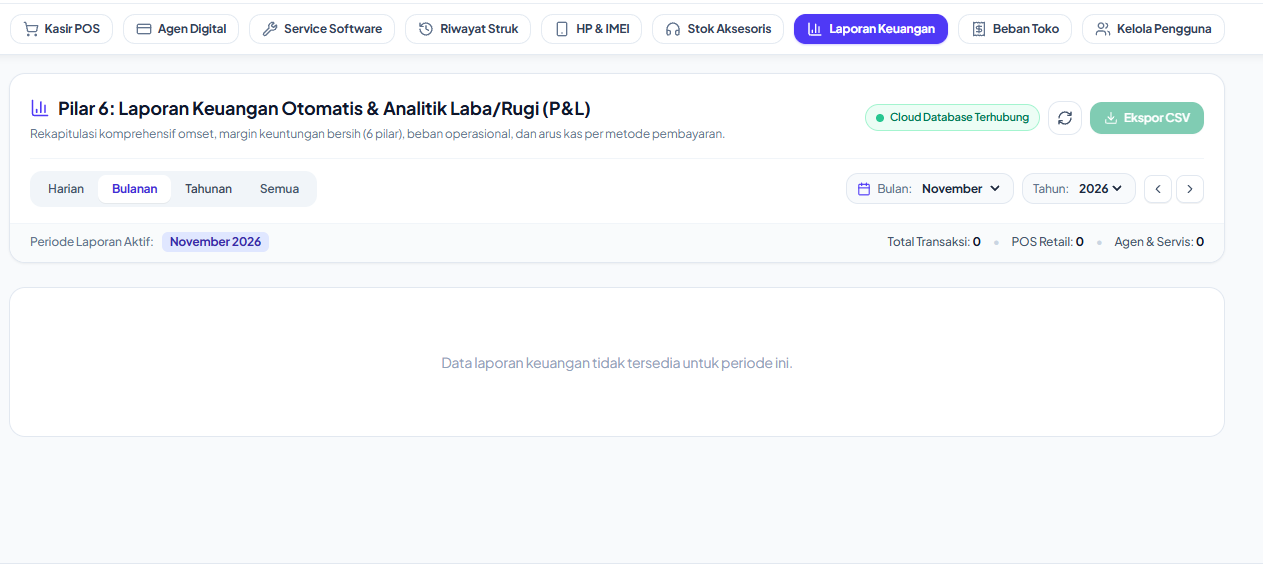 Kasir POS Agen Digital Service Software Riwayat Struk HP & IMEI Stok Aksesoris Laporan Keuangan Beban Toko Kelola Pengguna
Pilar 6: Laporan Keuangan Otomatis & Analitik Laba/Rugi (P&L)
Rekapitulasi komprehensif omset, margin keuntungan bersih (6 pilar), beban operasional, dan arus kas per metode pembayaran.
Cloud Database Terhubung Ekspor CSV
Harian Bulanan Tahunan Semua Bulan: November Tahun: 2026
Periode Laporan Aktif: November 2026 Total Transaksi: 0 • POS Retail: 0 • Agen & Servis: 0
Data laporan keuangan tidak tersedia untuk periode ini.